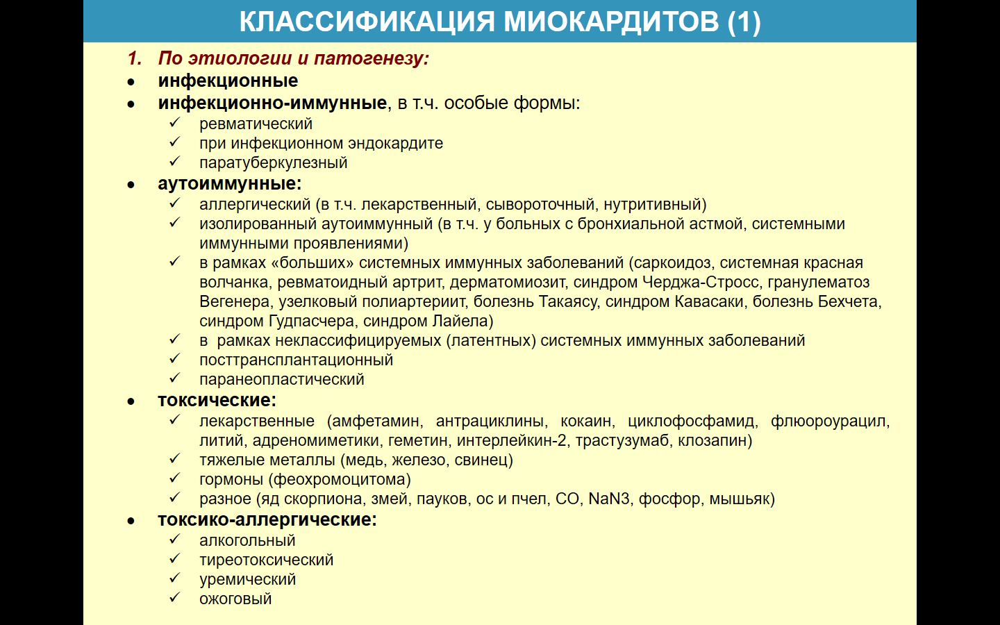 КЛАССИФИКАЦИЯ МИОКАРДИТОВ (1)
1. По этиологии и патогенезу:
• инфекционные
• инфекционно-иммунные, в т.ч. особые формы:
✓ ревматический
✓ при инфекционном эндокардите
✓ паратуберкулезный
• аутоиммунные:
✓ аллергический (в т.ч. лекарственный, сывороточный, нутритивный)
✓ изолированный аутоиммунный (в т.ч. у больных с бронхиальной астмой, системными
иммунными проявлениями)
✓ в рамках «больших» системных иммунных заболеваний (саркоидоз, системная красная
волчанка, ревматоидный артрит, дерматомиозит, синдром Черджа-Стросс, гранулематоз
Вегенера, узелковый полиартериит, болезнь Такаясу, синдром Кавасаки, болезнь Бехчета,
синдром Гудпасчера, синдром Лайела)
✓ в рамках неклассифицируемых (латентных) системных иммунных заболеваний
✓ посттрансплантационный
✓ паранеопластический
• токсические:
✓ лекарственные (амфетамин, антрациклины, кокаин, циклофосфамид, флюороурацил,
литий, адреномиметики, геметин, интерлейкин-2, трастузумаб, клозапин)
✓ тяжелые металлы (медь, железо, свинец)
✓ гормоны (феохромоцитома)
✓ разное (яд скорпиона, змей, пауков, ос и пчел, CO, NaN3, фосфор, мышьяк)
• токсико-аллергические:
✓ алкогольный
✓ тиреотоксический
✓ уремический
✓ ожоговый